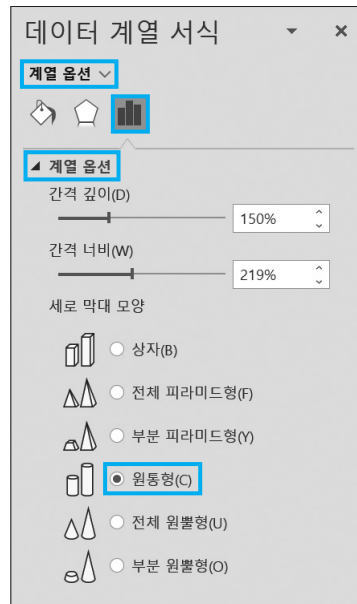 데이터 계열 서식
계열 옵션
계열 옵션
간격 깊이(D)
150%
간격 너비(W)
219%
세로 막대 모양
상자(B)
전체 피라미드형(F)
부분 피라미드형(Y)
원통형(C)
전체 원뿔형(U)
부분 원뿔형(O)